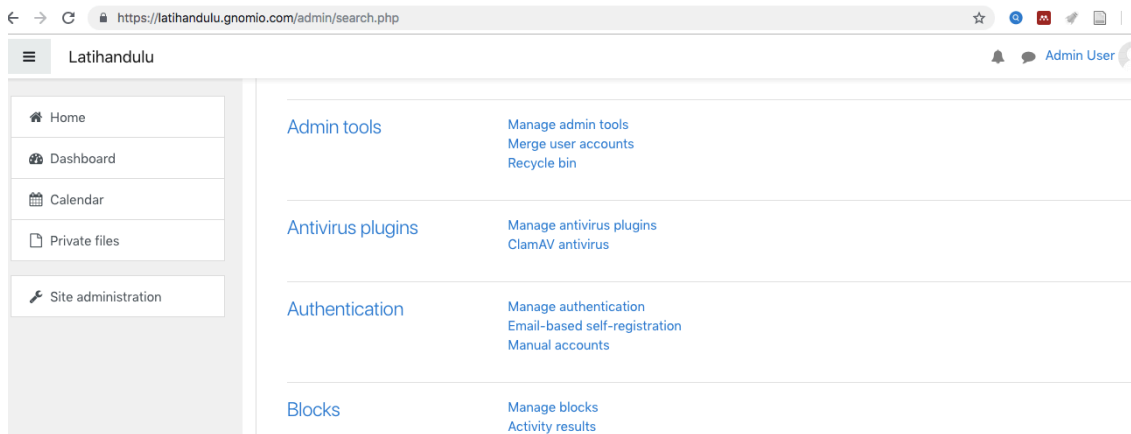 https://latihandulu.gnomio.com/admin/search.php
Latihandulu
Admin User
Home
Dashboard
Calendar
Private files
Site administration
Admin tools
Manage admin tools
Merge user accounts
Recycle bin
Antivirus plugins
Manage antivirus plugins
ClamAV antivirus
Authentication
Manage authentication
Email-based self-registration
Manual accounts
Blocks
Manage blocks
Activity results